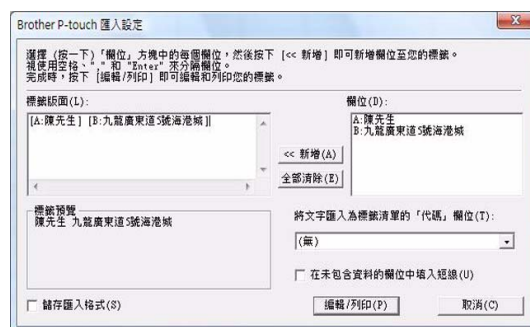 Brother P-touch 匯入設定
選擇 (按一下)「欄位」方塊中的每個欄位，然後按下 [<< 新增] 即可新增欄位至您的標籤。
視使用空格、"," 和 "Enter" 來分隔欄位。
完成時，按下 [編輯/列印] 即可編輯和列印您的標籤。
標籤版面(L):
[A:陳先生] [B:九龍廣東道5號海港城]
欄位(D):
A:陳先生
B:九龍廣東道5號海港城
<< 新增(A)
全部清除(E)
標籤預覽
陳先生 九龍廣東道5號海港城
將文字匯入為標籤清單的「代碼」欄位(T):
(無)
在未包含資料的欄位中填入短線(U)
儲存匯入格式(S)
編輯/列印(P)
取消(C)